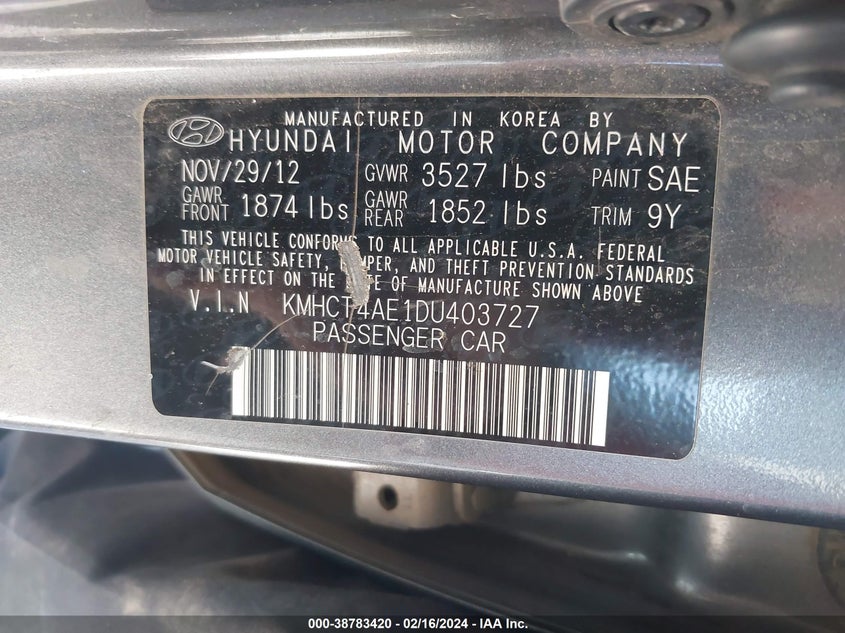 MANUFACTURED IN KOREA BY
HYUNDAI MOTOR COMPANY
NOV/29/12 GVWR 3527 lbs PAINT SAE
GAWR FRONT 1874 lbs GAWR REAR 1852 lbs TRIM 9Y
THIS VEHICLE CONFORMS TO ALL APPLICABLE U.S.A. FEDERAL
MOTOR VEHICLE SAFETY, AND THEFT PREVENTION STANDARDS
IN EFFECT ON THE OF MANUFACTURE SHOWN ABOVE
V.I.N KMHCT4AE1DU403727
PASSENGER CAR
000-38783420 - 02/16/2024 - IAA Inc.